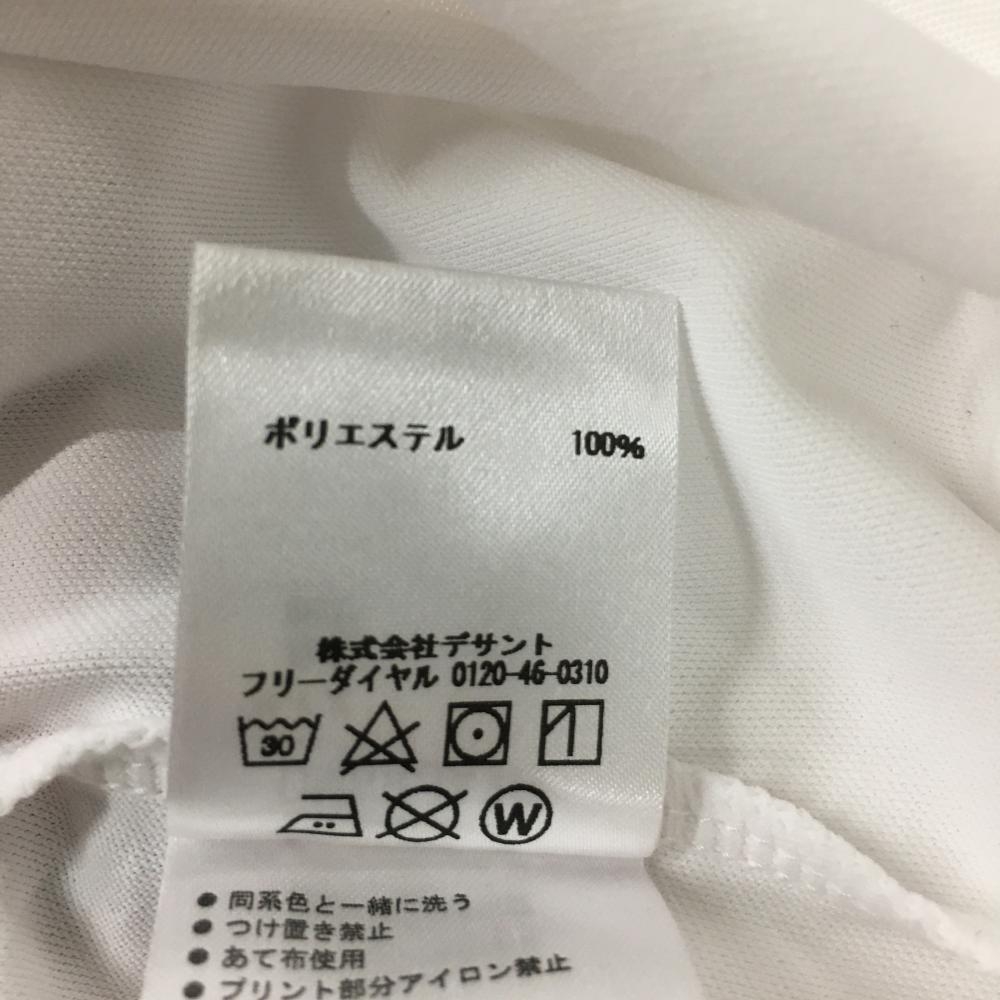 ポリエステル 100%
株式会社デサント
フリーダイヤル 0120-46-0310
30
W
● 同系色と一緒に洗う
● つけ置き禁止
● あて布使用
● プリント部分アイロン禁止